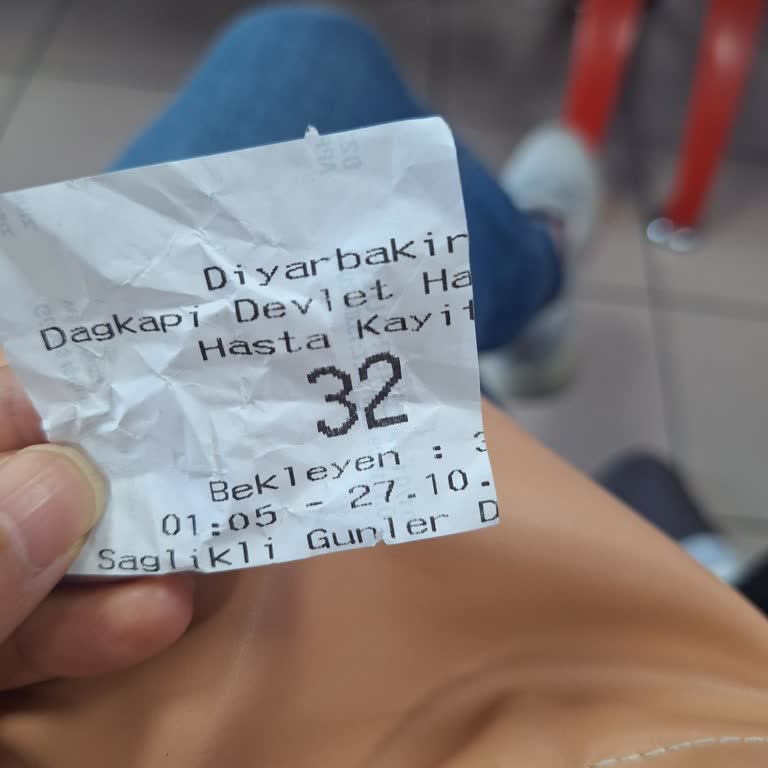 Diyarbakir
Dagkapi Devlet Ha
Hasta Kayit
32
Bekleyen : 3
01:05 - 27.10.
Saglikli Gunler D